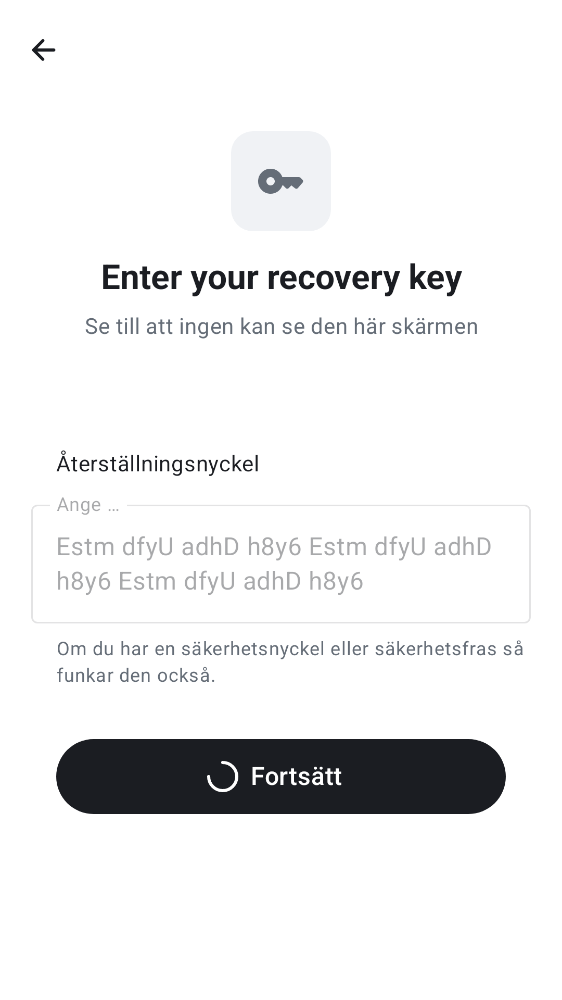 Enter your recovery key
Se till att ingen kan se den här skärmen
Återställningsnyckel
Ange …
Estm dfyU adhD h8y6 Estm dfyU adhD
h8y6 Estm dfyU adhD h8y6
Om du har en säkerhetsnyckel eller säkerhetsfras så
funkar den också.
Fortsätt